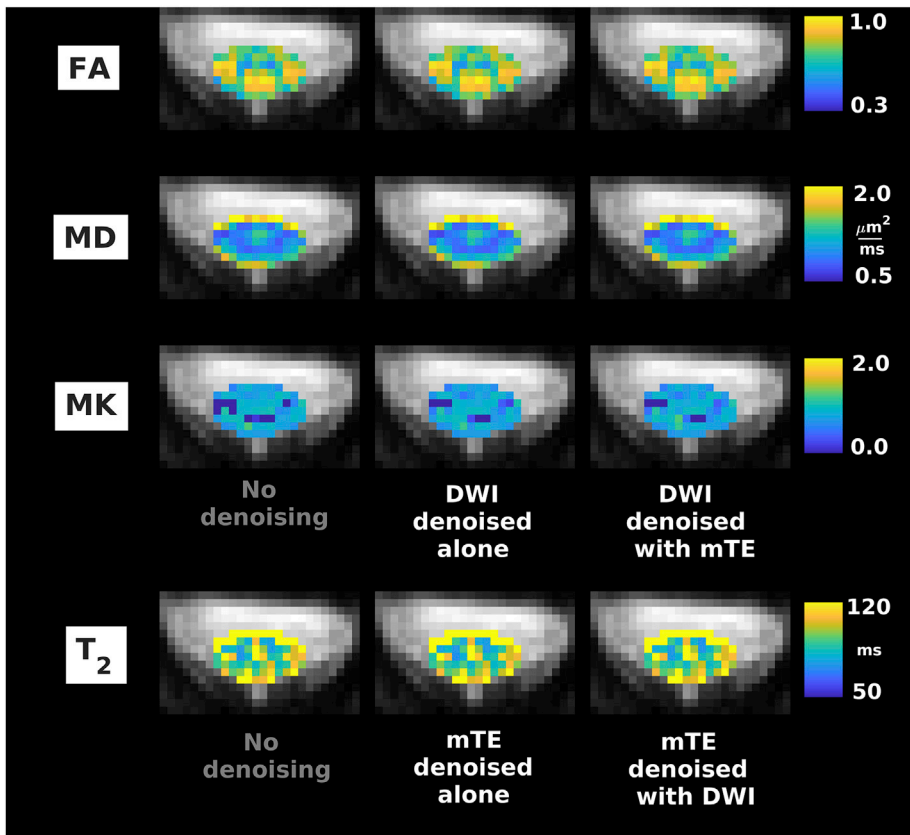 FA
1.0
0.3
MD
2.0
μm²
ms
0.5
MK
2.0
0.0
No
denoising
DWI
denoised
alone
DWI
denoised
with mTE
T₂
120
ms
50
No
denoising
mTE
denoised
alone
mTE
denoised
with DWI